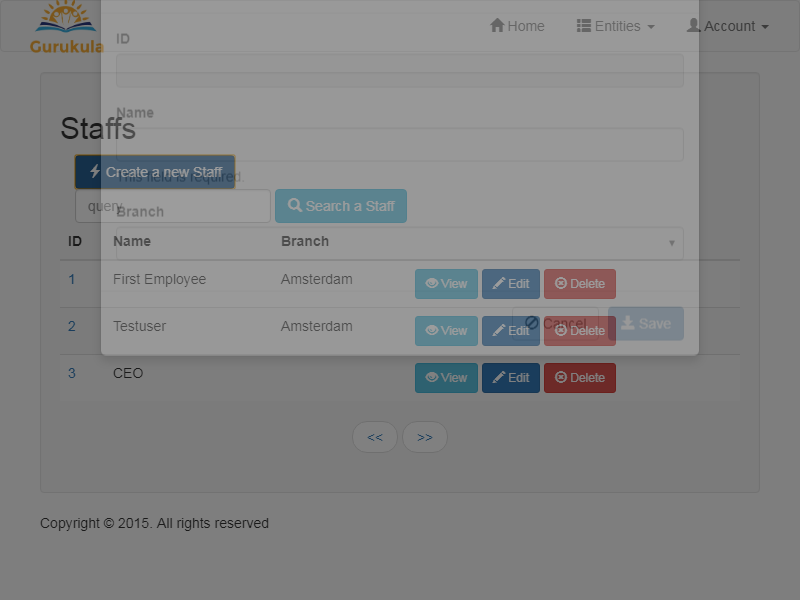 Gurukula
Home Entities Account
ID
Staffs
Name
Create a new Staff
This field is required.
query
Search a Staff
Branch
ID Name Branch
1 First Employee Amsterdam View Edit Delete
2 Testuser Amsterdam View Edit Delete
Cancel Save
3 CEO View Edit Delete
<< >>
Copyright © 2015. All rights reserved